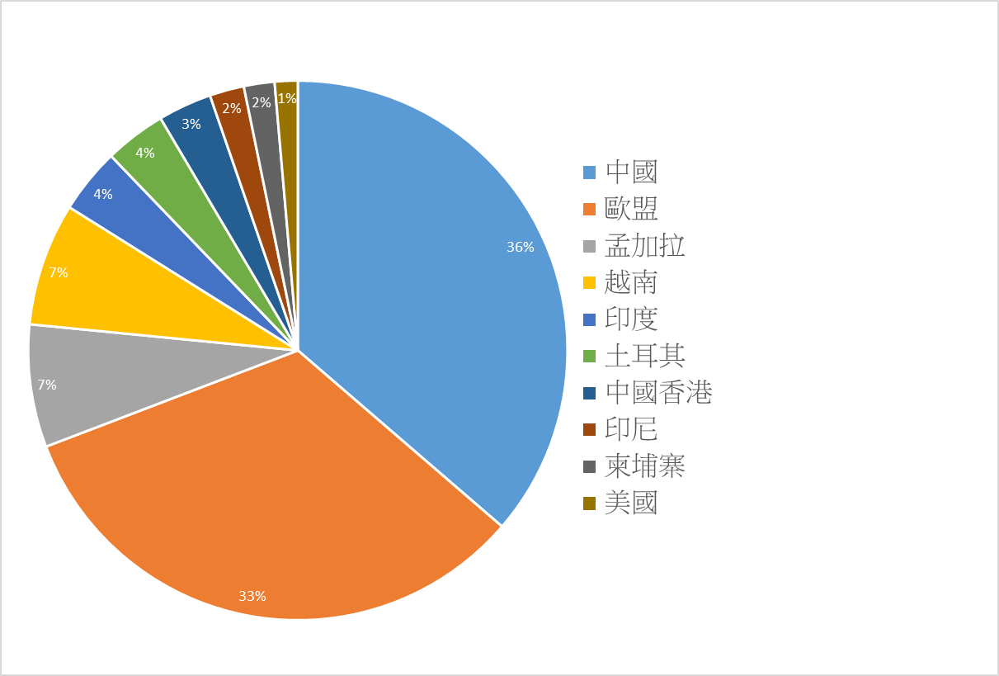 1%
2%
2%
3%
4%
4%
7%
7%
36%
33%
中國
歐盟
孟加拉
越南
印度
土耳其
中國香港
印尼
柬埔寨
美國